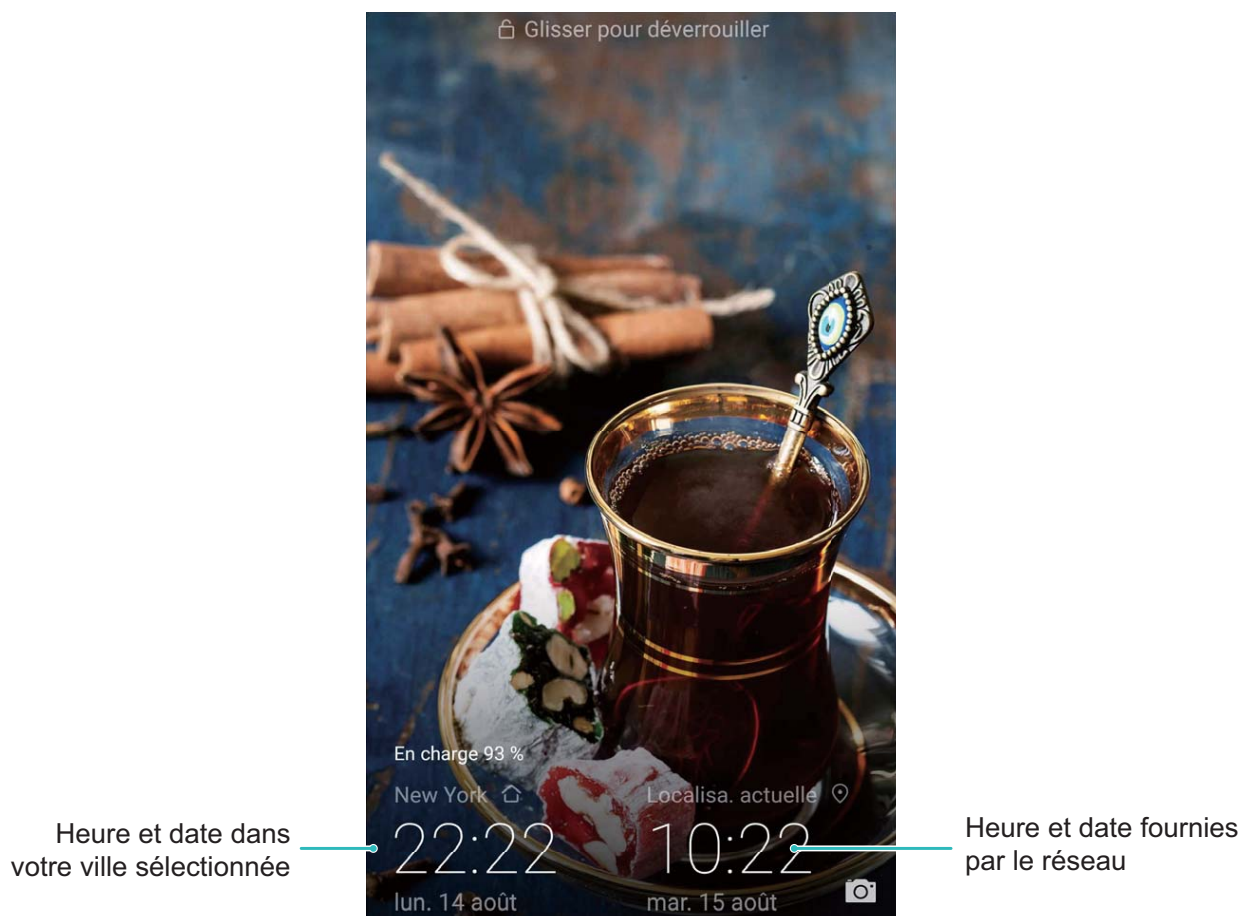 Glisser pour déverrouiller
En charge 93 %
New York
Localisa. actuelle
22:22
10:22
lun. 14 août
mar. 15 août
Heure et date dans
votre ville sélectionnée
Heure et date fournies
par le réseau